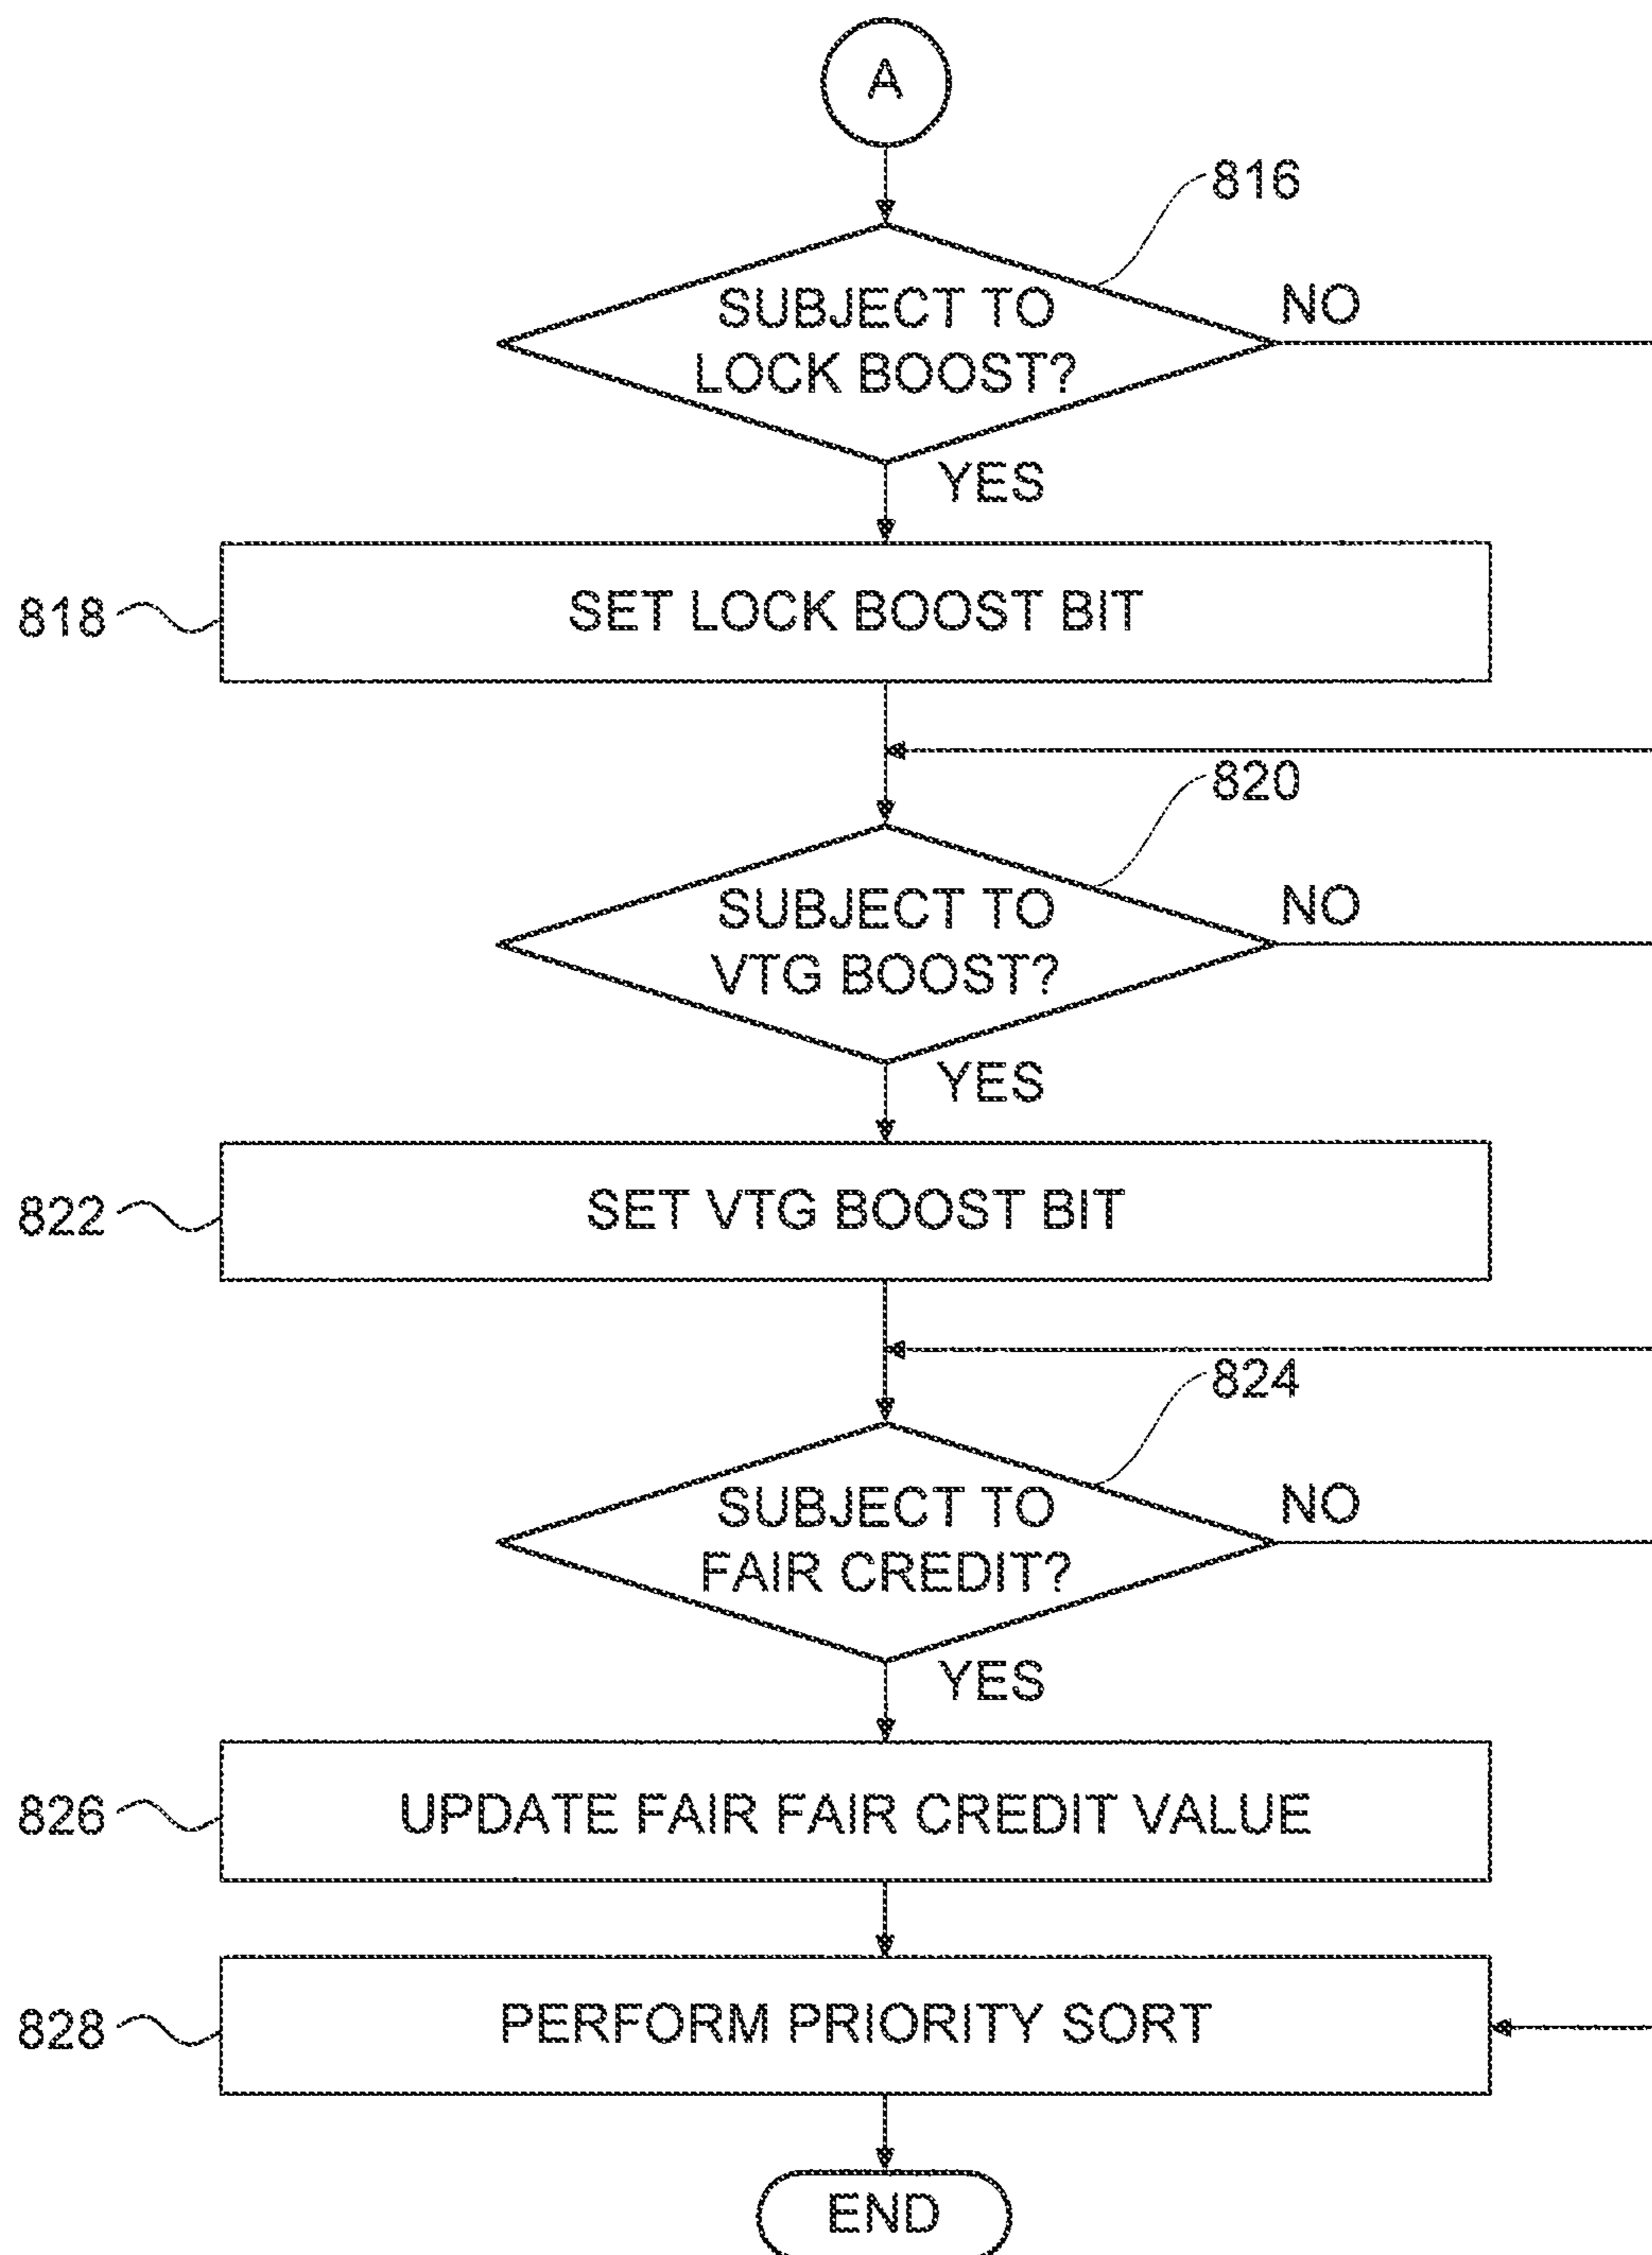 A
816
SUBJECT TO
LOCK BOOST?
NO
YES
818
SET LOCK BOOST BIT
820
SUBJECT TO
VTG BOOST?
NO
YES
822
SET VTG BOOST BIT
824
SUBJECT TO
FAIR CREDIT?
NO
YES
826
UPDATE FAIR FAIR CREDIT VALUE
828
PERFORM PRIORITY SORT
END